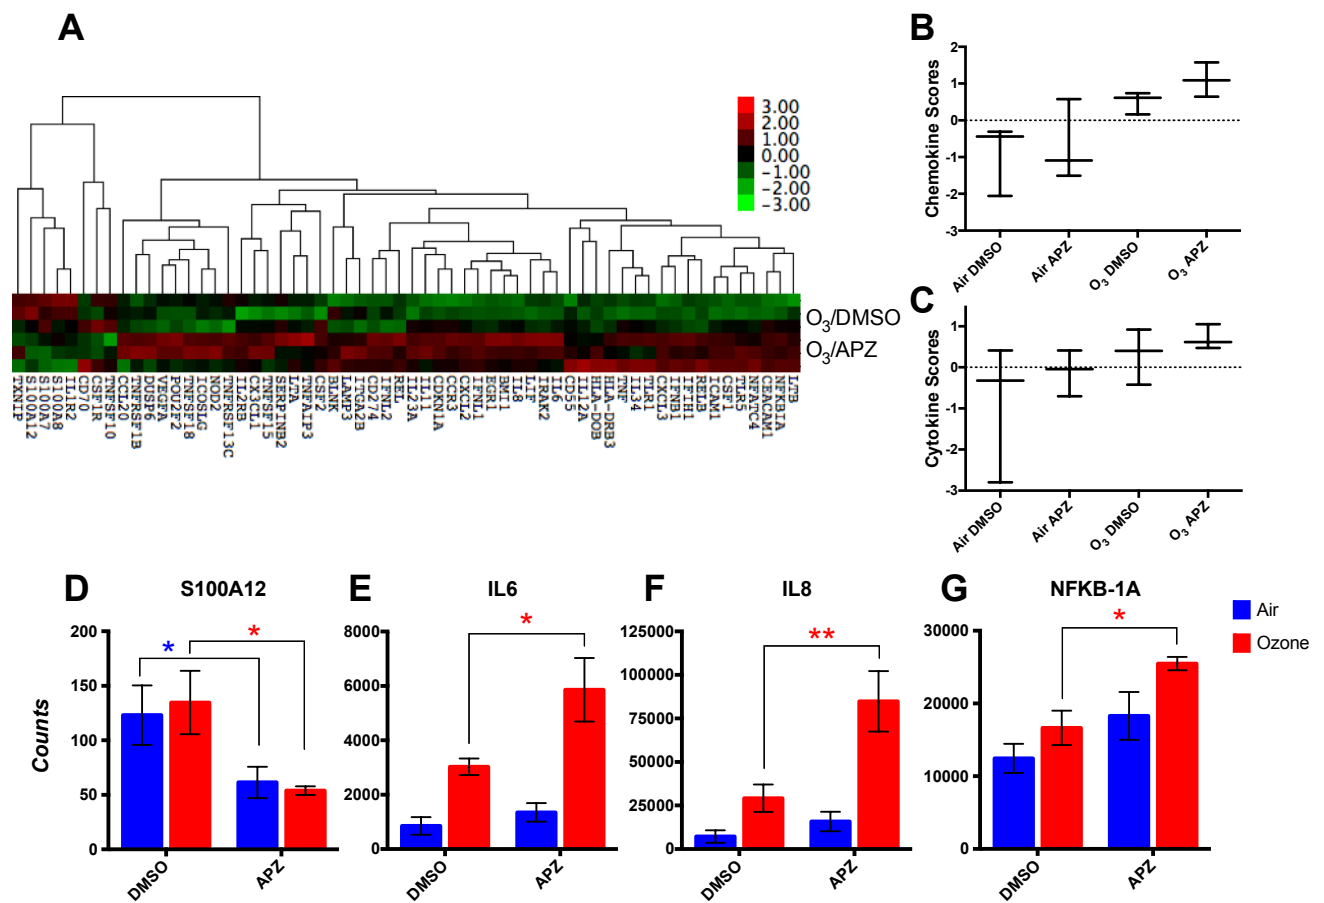 A
3.00
2.00
1.00
0.00
−1.00
−2.00
−3.00
O3/DMSO
O3/APZ
TXNIP
S100A12
S100A7
S100A8
IL1R2
CD70
CSF1R
TNFSF10
CCL20
TNFRSF1B
DUSP6
VEGFA
POU2F2
TNFSF18
ICOSLG
NOD2
TNFRSF13C
IL2RB
CX3CL1
TNFSF15
SERPINB2
LTA
TNFAIP3
CSF2
BLNK
LAMP3
ITGA2B
CD274
IFNL2
REL
IL23A
IL11
CDKN1A
CCR3
CXCL2
IFNL1
EGR1
BMI1
IL8
LIF
IRAK2
IL6
CD55
IL12A
HLA-DOB
HLA-DRB3
TNF
IL34
TLR1
CXCL3
IFNB1
IFIH1
RELB
ICAM1
CSF1
TLR5
NFATC4
CEACAM1
NFKBIA
LTB
B
Chemokine Scores
2
1
0
-1
-2
-3
Air DMSO
Air APZ
O3 DMSO
O3 APZ
C
Cytokine Scores
1
0
-1
-2
-3
Air DMSO
Air APZ
O3 DMSO
O3 APZ
D
S100A12
Counts
200
150
100
50
0
*
*
DMSO
APZ
E
IL6
8000
6000
4000
2000
0
*
DMSO
APZ
F
IL8
125000
100000
75000
50000
25000
0
**
DMSO
APZ
G
NFKB-1A
30000
20000
10000
0
*
DMSO
APZ
Air
Ozone